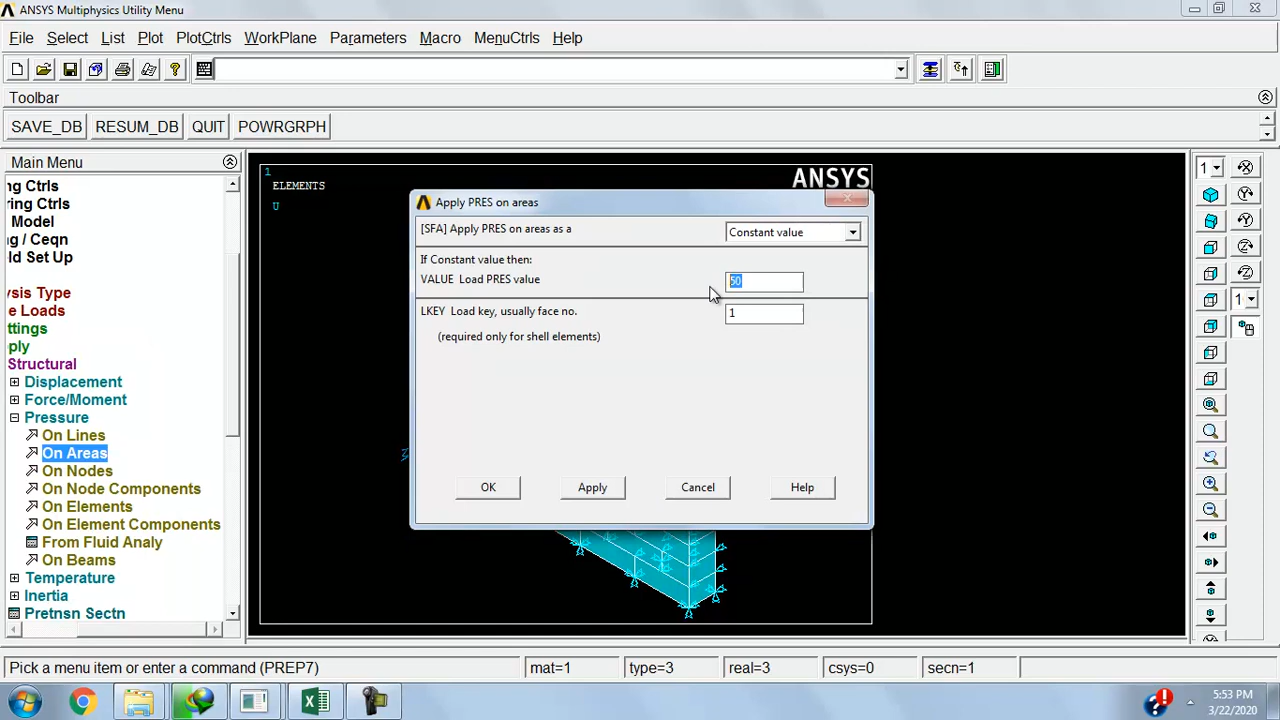 ANSYS Multiphysics Utility Menu
File Select List Plot PlotCtrls WorkPlane Parameters Macro MenuCtrls Help
Toolbar
SAVE_DB RESUM_DB QUIT POWRGRPH
Main Menu
ng Ctrls
ring Ctrls
Model
ng / Ceqn
ld Set Up
ysis Type
e Loads
ttings
ply
Structural
Displacement
Force/Moment
Pressure
On Lines
On Areas
On Nodes
On Node Components
On Elements
On Element Components
From Fluid Analy
On Beams
Temperature
Inertia
Pretnsn Sectn
1
ELEMENTS
U
ANSYS
Apply PRES on areas
[SFA] Apply PRES on areas as a Constant value
If Constant value then:
VALUE Load PRES value 50
LKEY Load key, usually face no. 1
(required only for shell elements)
OK Apply Cancel Help
1
1
Pick a menu item or enter a command (PREP7) mat=1 type=3 real=3 csys=0 secn=1
5:53 PM
3/22/2020